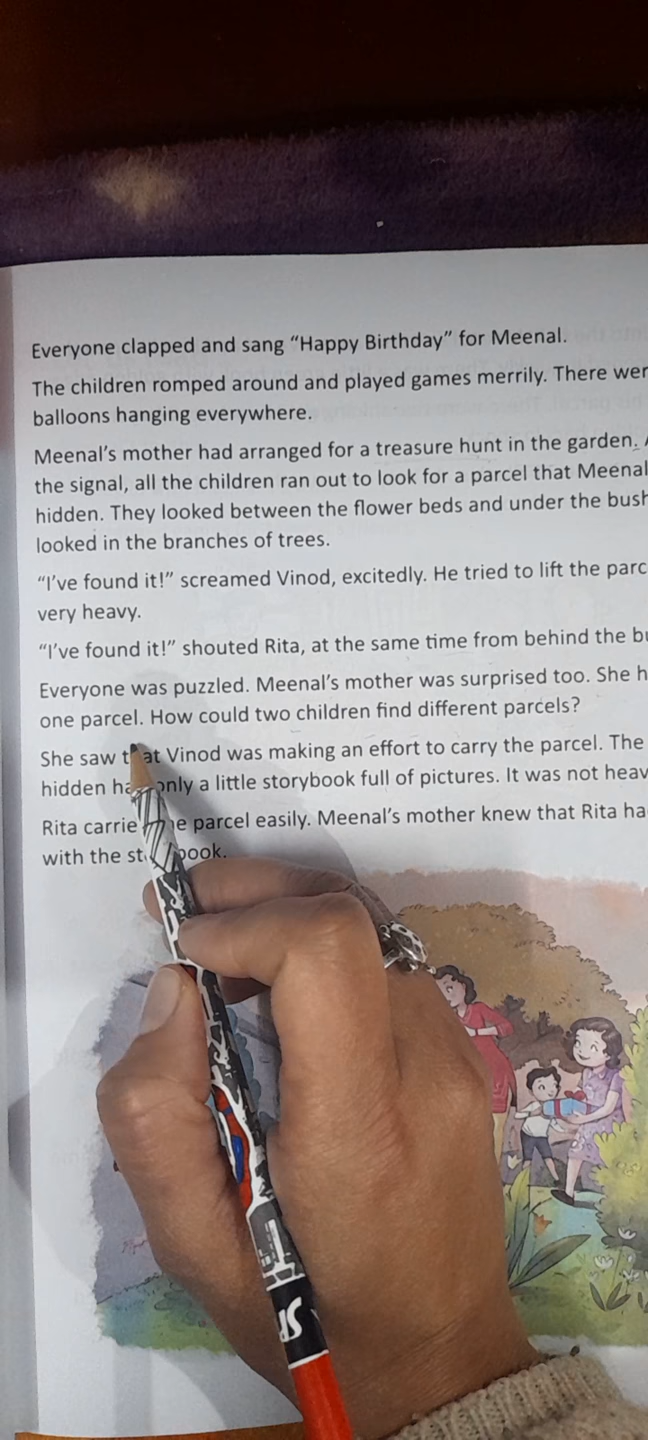 Everyone clapped and sang “Happy Birthday” for Meenal.
The children romped around and played games merrily. There wer
balloons hanging everywhere.
Meenal’s mother had arranged for a treasure hunt in the garden.
the signal, all the children ran out to look for a parcel that Meenal
hidden. They looked between the flower beds and under the bush
looked in the branches of trees.
“I’ve found it!” screamed Vinod, excitedly. He tried to lift the parc
very heavy.
“I’ve found it!” shouted Rita, at the same time from behind the b
Everyone was puzzled. Meenal’s mother was surprised too. She h
one parcel. How could two children find different parcels?
She saw t at Vinod was making an effort to carry the parcel. The
hidden ha only a little storybook full of pictures. It was not heav
Rita carrie e parcel easily. Meenal’s mother knew that Rita ha
with the st book.
SP